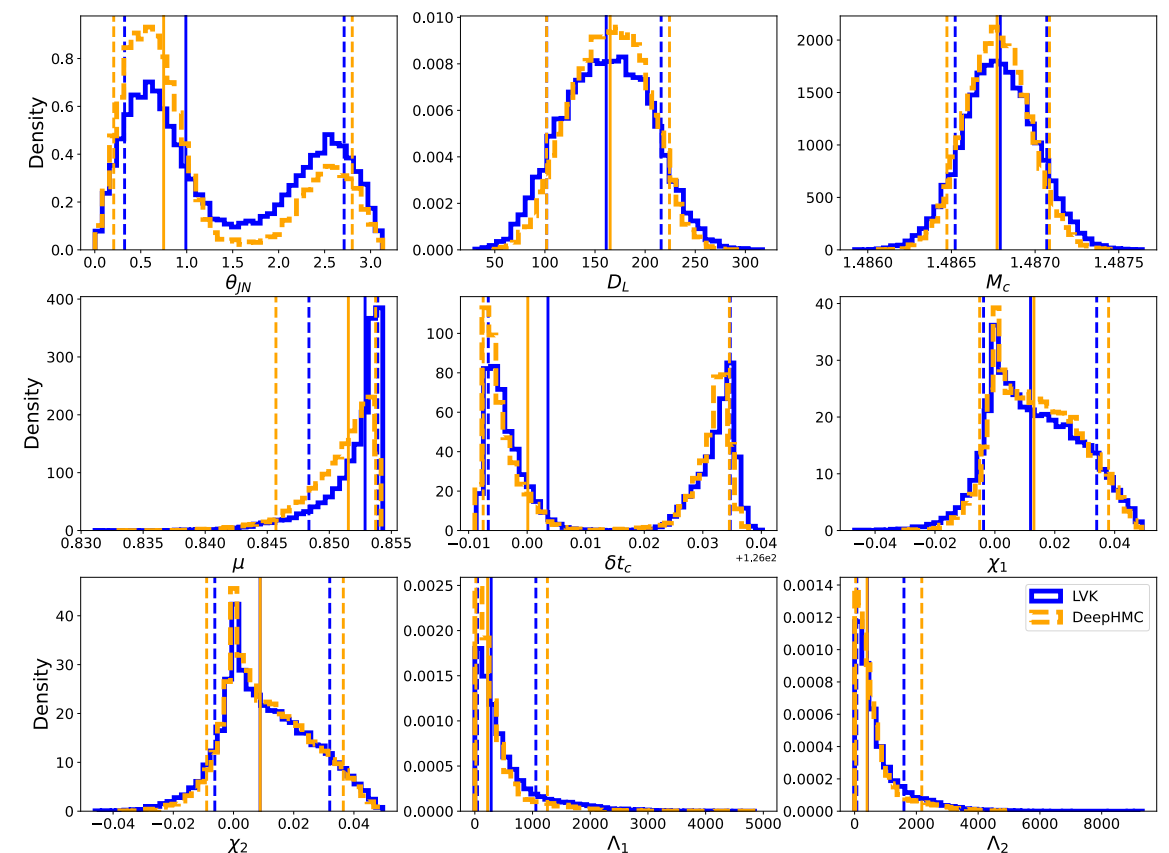 Density
0.8
0.6
0.4
0.2
0.0
0.0 0.5 1.0 1.5 2.0 2.5 3.0
θ_JN
0.010
0.008
0.006
0.004
0.002
0.000
50 100 150 200 250 300
D_L
2000
1500
1000
500
0
1.4860 1.4865 1.4870 1.4875
M_c
Density
400
300
200
100
0
0.830 0.835 0.840 0.845 0.850 0.855
μ
100
80
60
40
20
0
−0.01 0.00 0.01 0.02 0.03 0.04
+1.26e2
δt_c
40
30
20
10
0
−0.04 −0.02 0.00 0.02 0.04
χ₁
Density
40
30
20
10
0
−0.04 −0.02 0.00 0.02 0.04
χ₂
0.0025
0.0020
0.0015
0.0010
0.0005
0.0000
0 1000 2000 3000 4000 5000
Λ₁
LVK
DeepHMC
0.0014
0.0012
0.0010
0.0008
0.0006
0.0004
0.0002
0.0000
0 2000 4000 6000 8000
Λ₂